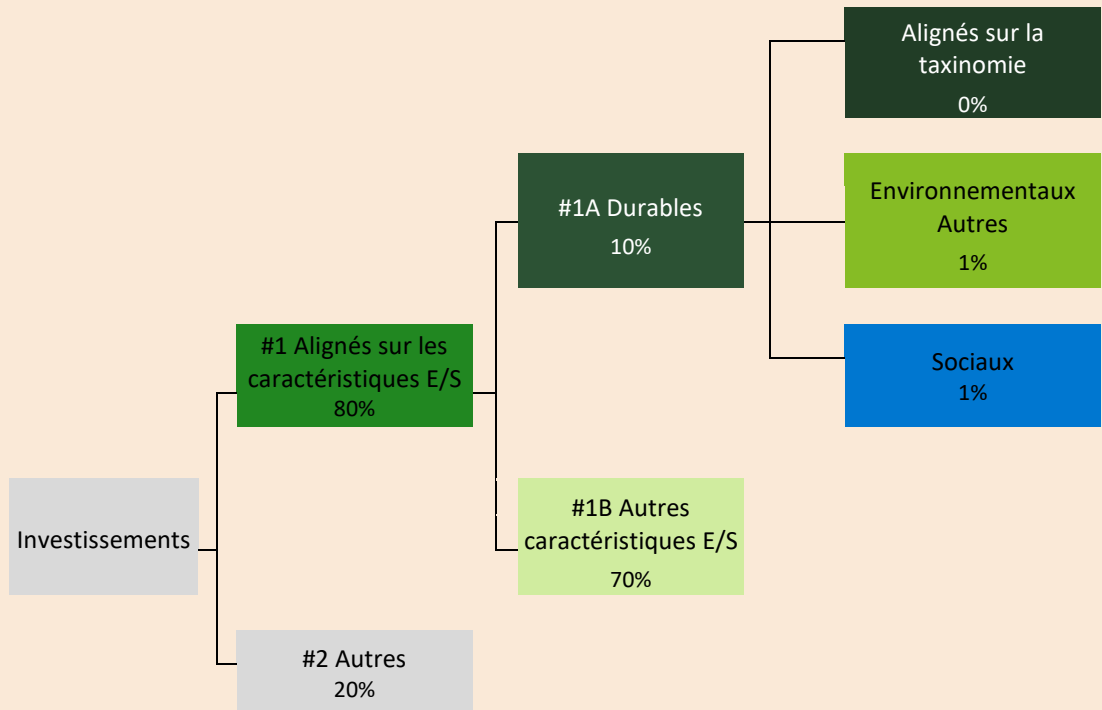 Alignés sur la
taxinomie
0%
#1A Durables
10%
Environnementaux
Autres
1%
#1 Alignés sur les
caractéristiques E/S
80%
Sociaux
1%
Investissements
#1B Autres
caractéristiques E/S
70%
#2 Autres
20%